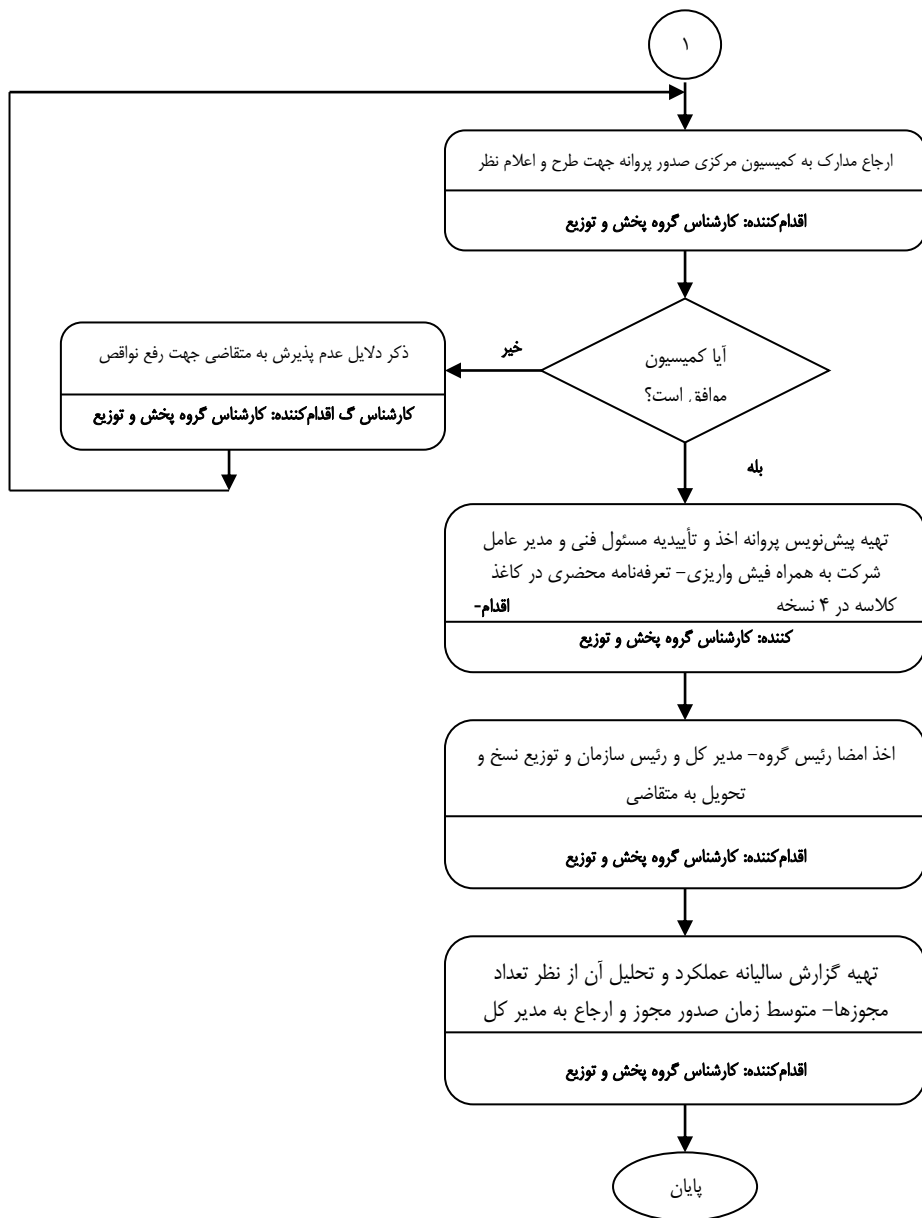 ۱
ارجاع مدارک به کمیسیون مرکزی صدور پروانه جهت طرح و اعلام نظر
اقدام‌کننده: کارشناس گروه پخش و توزیع
آیا کمیسیون
موافق است؟
خیر
ذکر دلایل عدم پذیرش به متقاضی جهت رفع نواقص
کارشناس گ اقدام‌کننده: کارشناس گروه پخش و توزیع
بله
تهیه پیش‌نویس پروانه اخذ و تأییدیه مسئول فنی و مدیر عامل
شرکت به همراه فیش واریزی– تعرفه‌نامه محضری در کاغذ
کلاسه در ۴ نسخه اقدام-
کننده: کارشناس گروه پخش و توزیع
اخذ امضا رئیس گروه– مدیر کل و رئیس سازمان و توزیع نسخ و
تحویل به متقاضی
اقدام‌کننده: کارشناس گروه پخش و توزیع
تهیه گزارش سالیانه عملکرد و تحلیل آن از نظر تعداد
مجوزها– متوسط زمان صدور مجوز و ارجاع به مدیر کل
اقدام‌کننده: کارشناس گروه پخش و توزیع
پایان